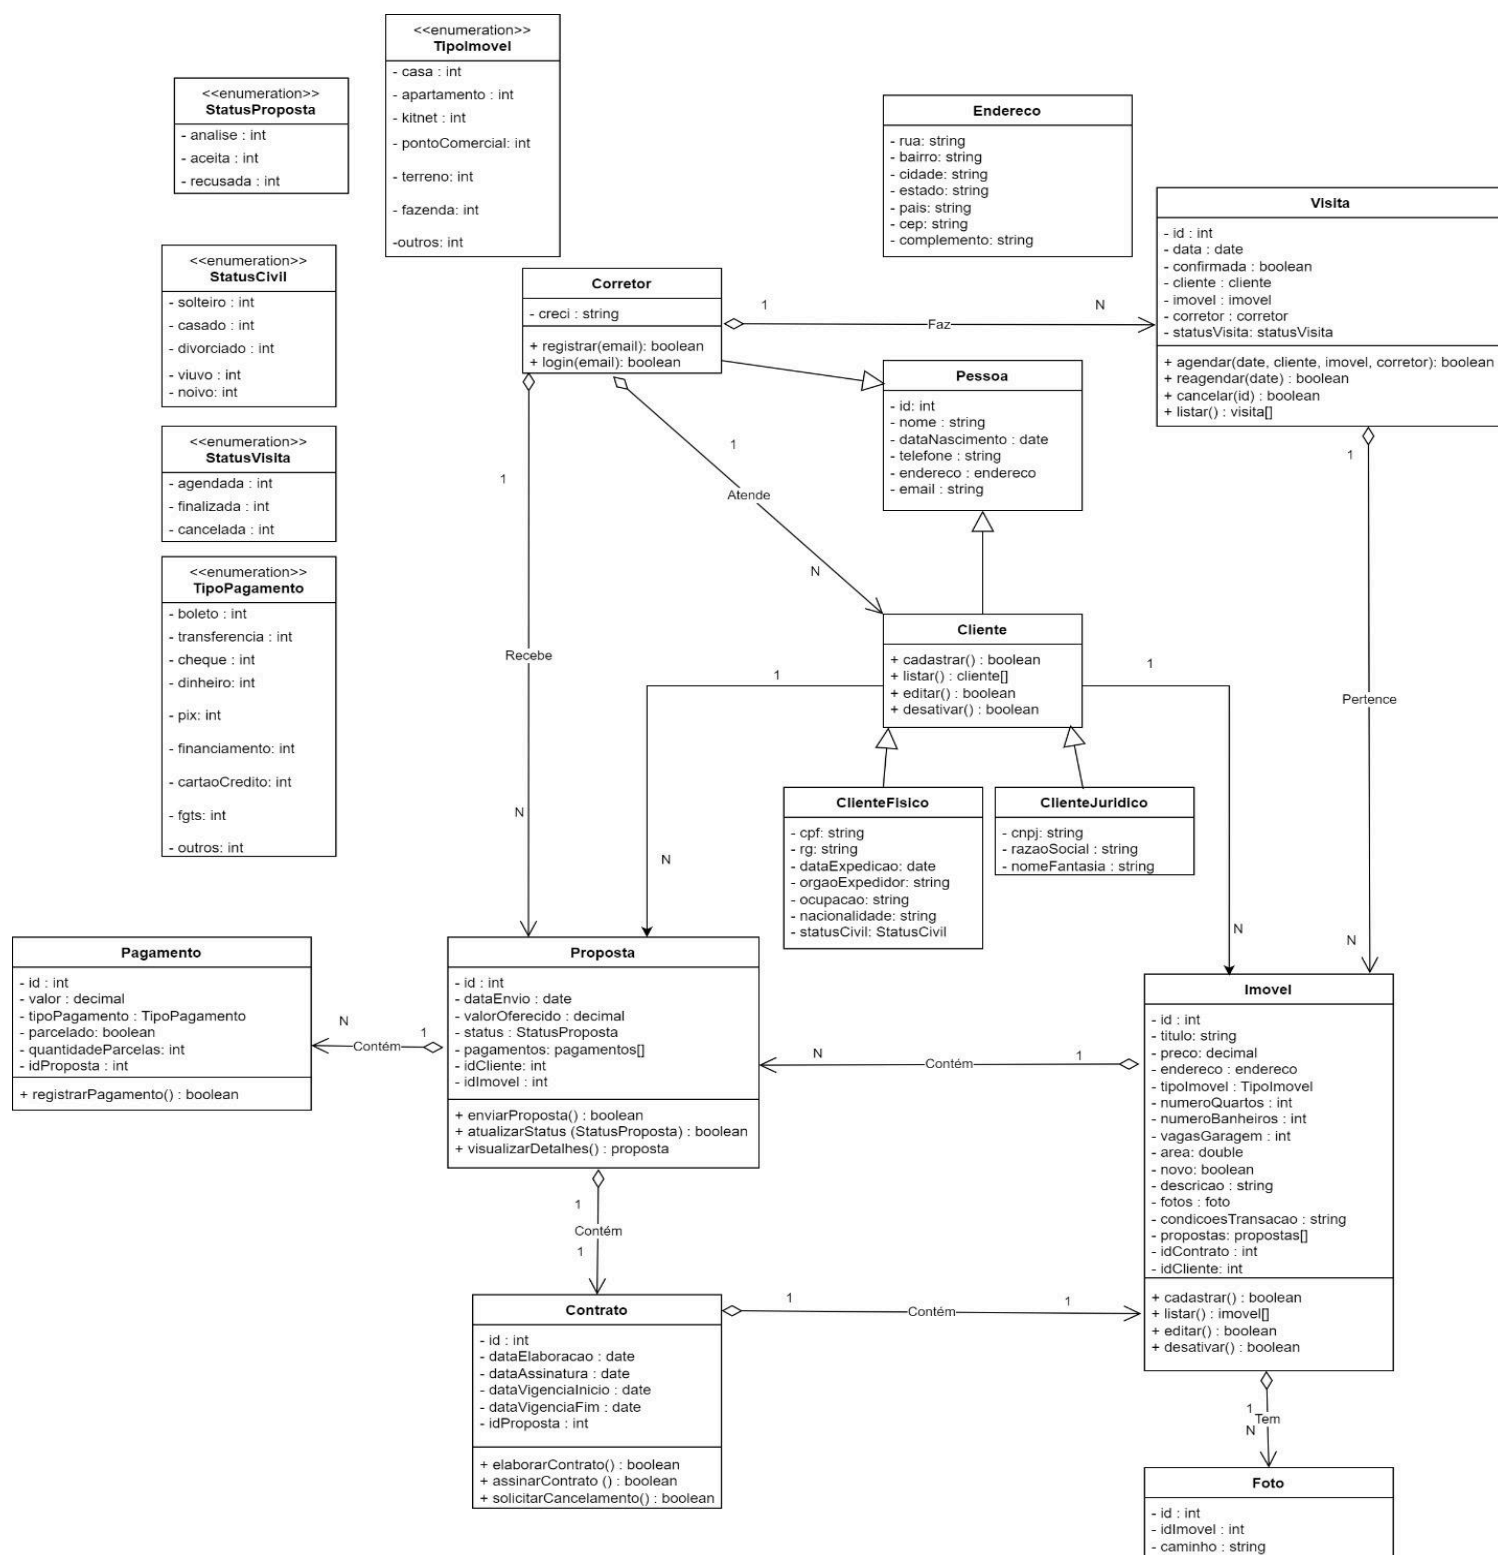 <<enumeration>>
TipoImovel
- casa : int
- apartamento : int
- kitnet : int
- pontoComercial: int
- terreno: int
- fazenda: int
-outros: int
<<enumeration>>
StatusProposta
- analise : int
- aceita : int
- recusada : int
Endereco
- rua: string
- bairro: string
- cidade: string
- estado: string
- pais: string
- cep: string
- complemento: string
Visita
- id : int
- data : date
- confirmada : boolean
- cliente : cliente
- imovel : imovel
- corretor : corretor
- statusVisita: statusVisita
+ agendar(date, cliente, imovel, corretor): boolean
+ reagendar(date) : boolean
+ cancelar(id) : boolean
+ listar() : visita[]
<<enumeration>>
StatusCivil
- solteiro : int
- casado : int
- divorciado : int
- viuvo : int
- noivo: int
Corretor
- creci : string
+ registrar(email): boolean
+ login(email): boolean
1
Faz
N
Pessoa
- id: int
- nome : string
- dataNascimento : date
- telefone : string
- endereco : endereco
- email : string
<<enumeration>>
StatusVisita
- agendada : int
- finalizada : int
- cancelada : int
1
Atende
N
1
Recebe
N
1
Pertence
N
<<enumeration>>
TipoPagamento
- boleto : int
- transferencia : int
- cheque : int
- dinheiro: int
- pix: int
- financiamento: int
- cartaoCredito: int
- fgts: int
- outros: int
Cliente
+ cadastrar() : boolean
+ listar() : cliente[]
+ editar() : boolean
+ desativar() : boolean
1
N
1
N
ClienteFisico
- cpf: string
- rg: string
- dataExpedicao: date
- orgaoExpedidor: string
- ocupacao: string
- nacionalidade: string
- statusCivil: StatusCivil
ClienteJuridico
- cnpj: string
- razaoSocial : string
- nomeFantasia : string
Pagamento
- id : int
- valor : decimal
- tipoPagamento : TipoPagamento
- parcelado: boolean
- quantidadeParcelas: int
- idProposta : int
+ registrarPagamento() : boolean
N
Contém
1
Proposta
- id : int
- dataEnvio : date
- valorOferecido : decimal
- status : StatusProposta
- pagamentos: pagamentos[]
- idCliente: int
- idImovel : int
+ enviarProposta() : boolean
+ atualizarStatus (StatusProposta) : boolean
+ visualizarDetalhes() : proposta
N
Contém
1
Imovel
- id : int
- titulo: string
- preco: decimal
- endereco : endereco
- tipoImovel : TipoImovel
- numeroQuartos : int
- numeroBanheiros : int
- vagasGaragem : int
- area: double
- novo: boolean
- descricao : string
- fotos : foto
- condicoesTransacao : string
- propostas: propostas[]
- idContrato : int
- idCliente: int
+ cadastrar() : boolean
+ listar() : imovel[]
+ editar() : boolean
+ desativar() : boolean
1
Contém
1
Contrato
- id : int
- dataElaboracao : date
- dataAssinatura : date
- dataVigenciaInicio : date
- dataVigenciaFim : date
- idProposta : int
+ elaborarContrato() : boolean
+ assinarContrato () : boolean
+ solicitarCancelamento() : boolean
1
Contém
1
1
Tem
N
Foto
- id : int
- idImovel : int
- caminho : string